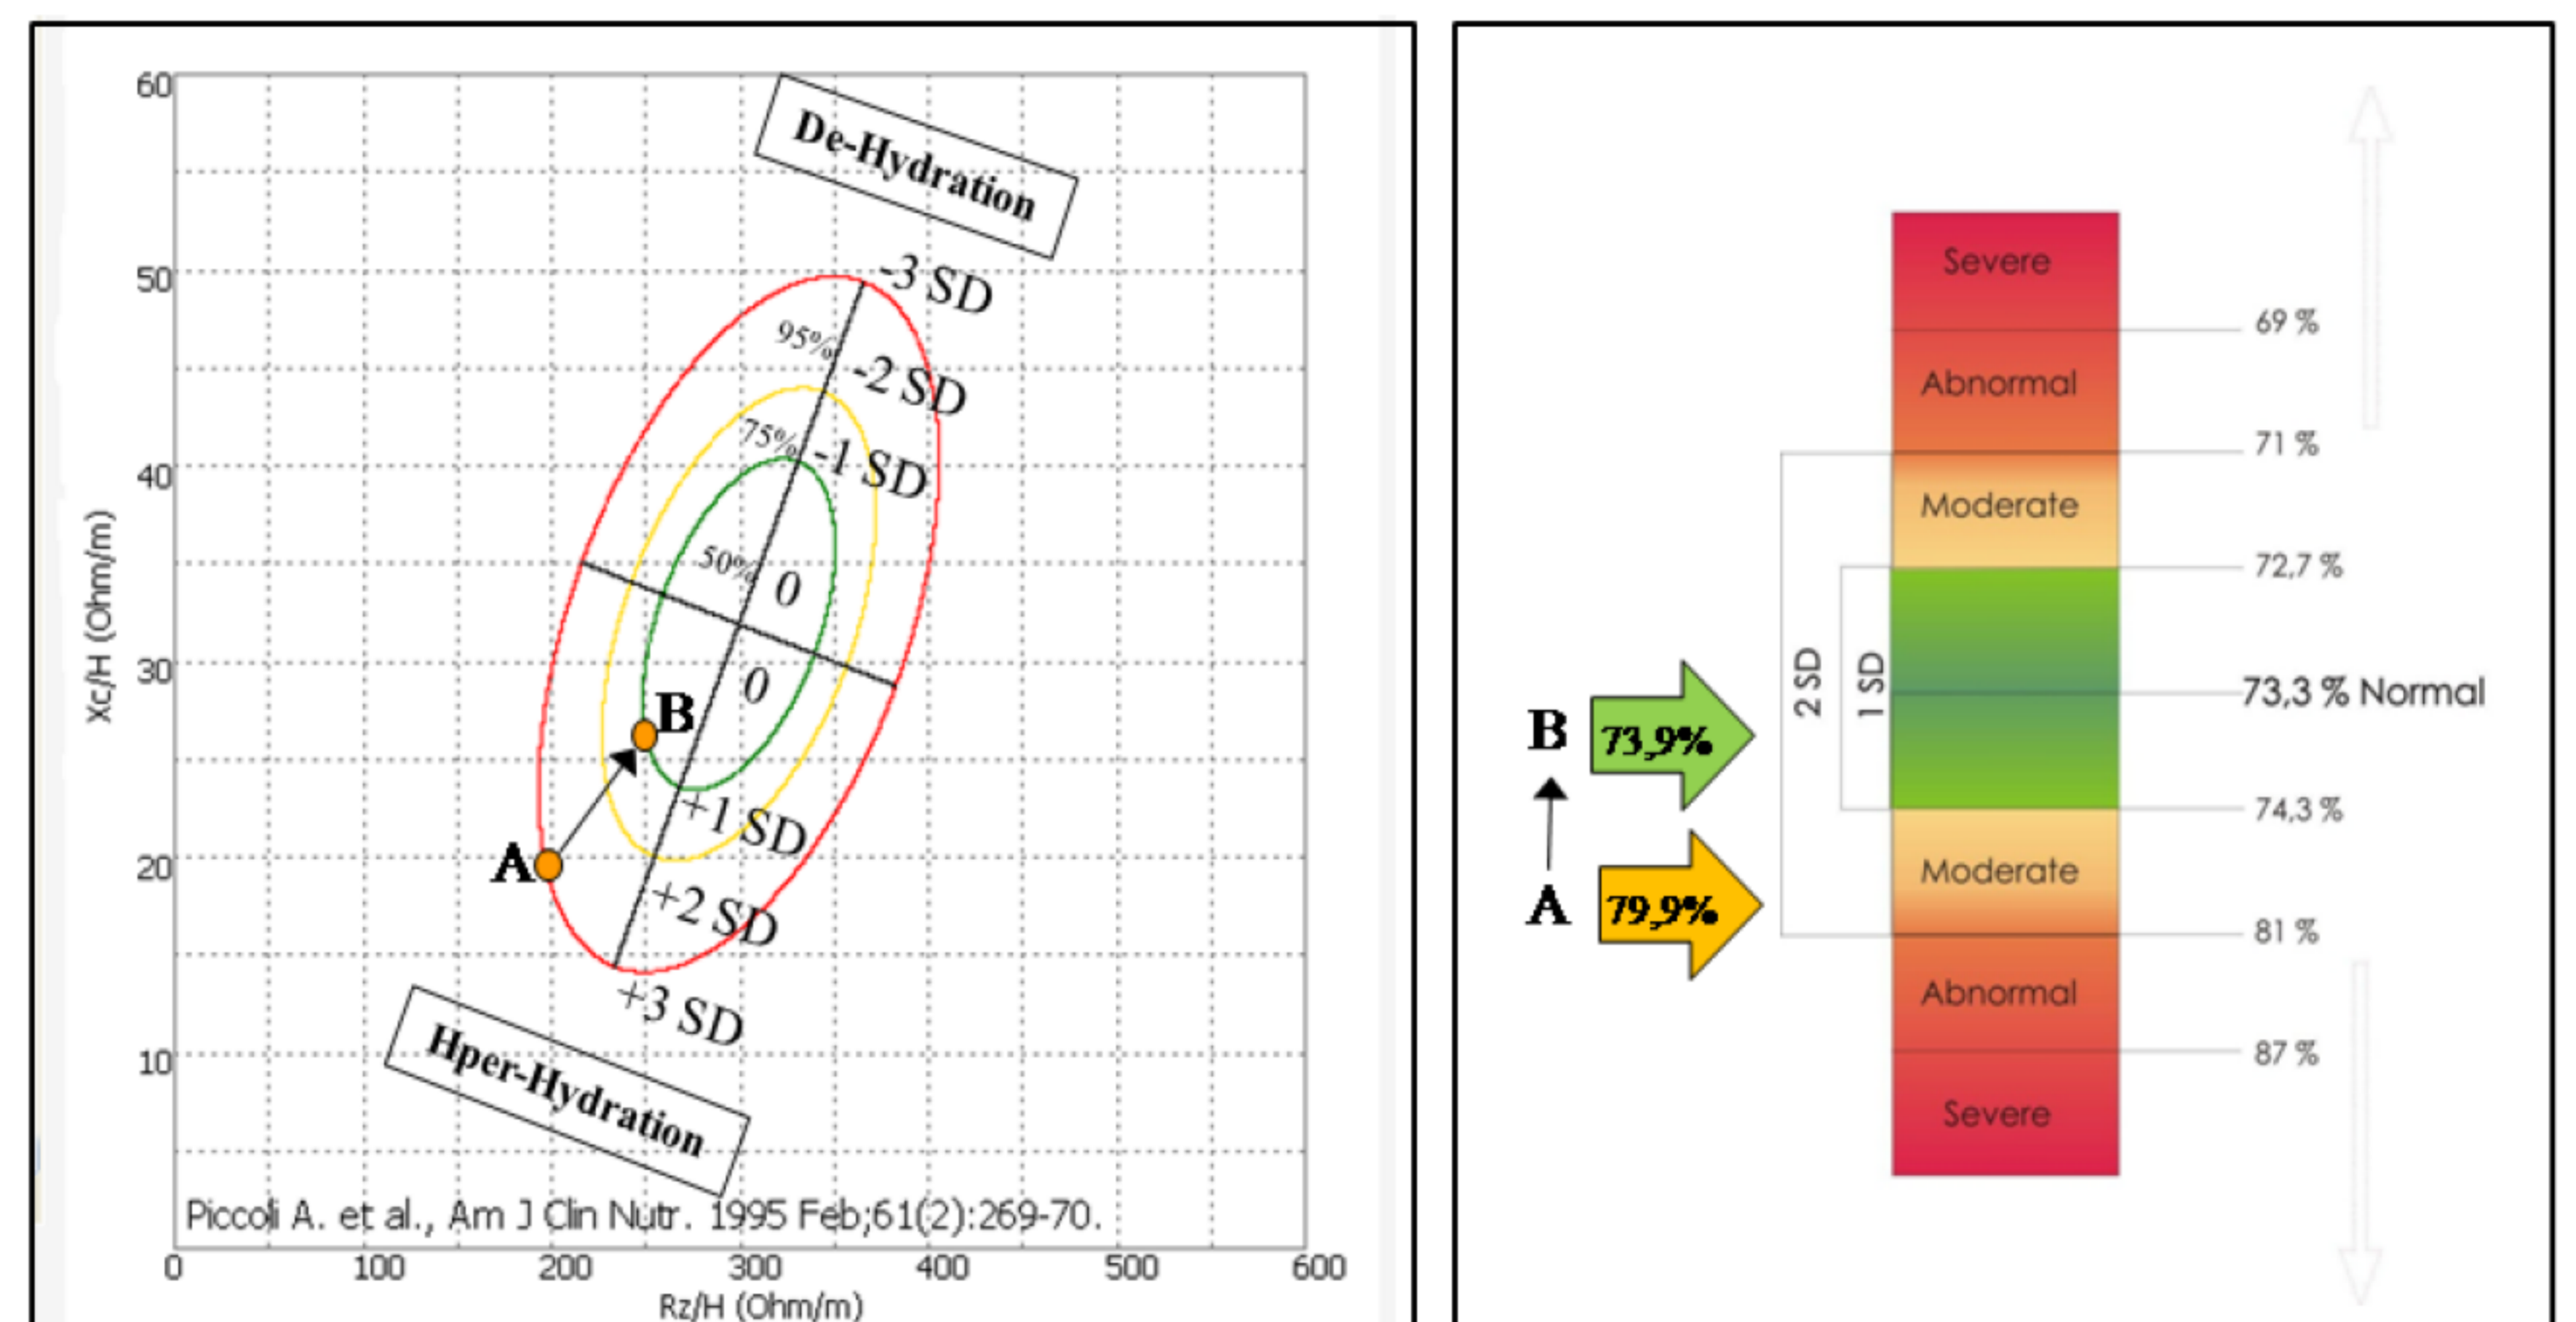 60
50
40
30
20
10
Xc/H (Ohm/m)
De-Hydration
-3 SD
95%
-2 SD
75%
-1 SD
50%
0
0
B
+1 SD
A
+2 SD
+3 SD
Hper-Hydration
Piccoli A. et al., Am J Clin Nutr. 1995 Feb;61(2):269-70.
0 100 200 300 400 500 600
Rz/H (Ohm/m)
Severe
69 %
Abnormal
71 %
Moderate
72,7 %
2 SD
1 SD
73,3 % Normal
B
73,9%
74,3 %
Moderate
A
79,9%
81 %
Abnormal
87 %
Severe